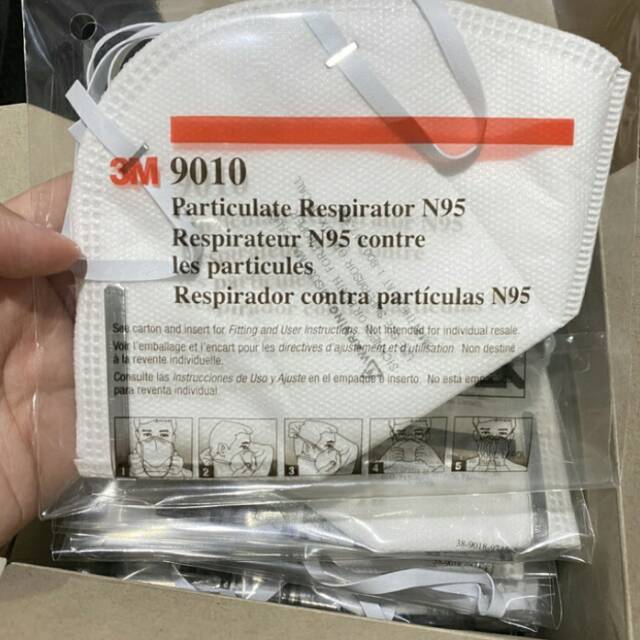 3M 9010
Particulate Respirator N95
Respirateur N95 contre
les particules
Respirador contra partículas N95
See carton and insert for Fitting and User Instructions. Not intended for individual resale.
Voir l'emballage et l'encart pour les directives d'ajustement et d'utilisation. Non destiné
à la revente individuelle.
Consulte las Instrucciones de Uso y Ajuste en el empaque e inserto. No está
para reventa individual.
1 2 3 4 5